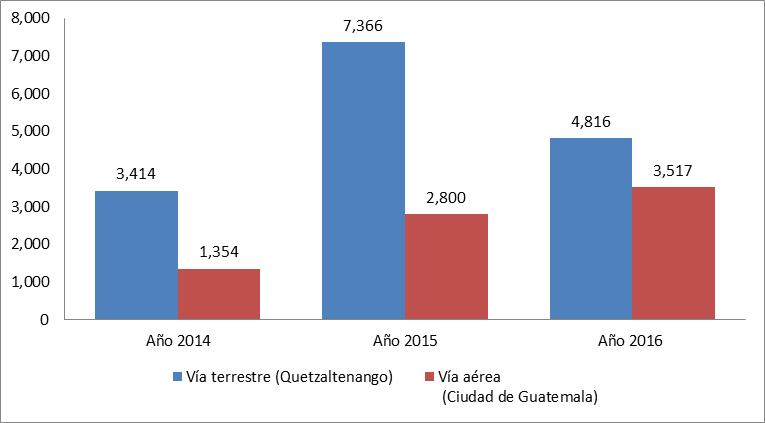 8,000
7,000
6,000
5,000
4,000
3,000
2,000
1,000
0
3,414
1,354
7,366
2,800
4,816
3,517
Año 2014
Año 2015
Año 2016
Vía terrestre (Quetzaltenango)
Vía aérea
(Ciudad de Guatemala)